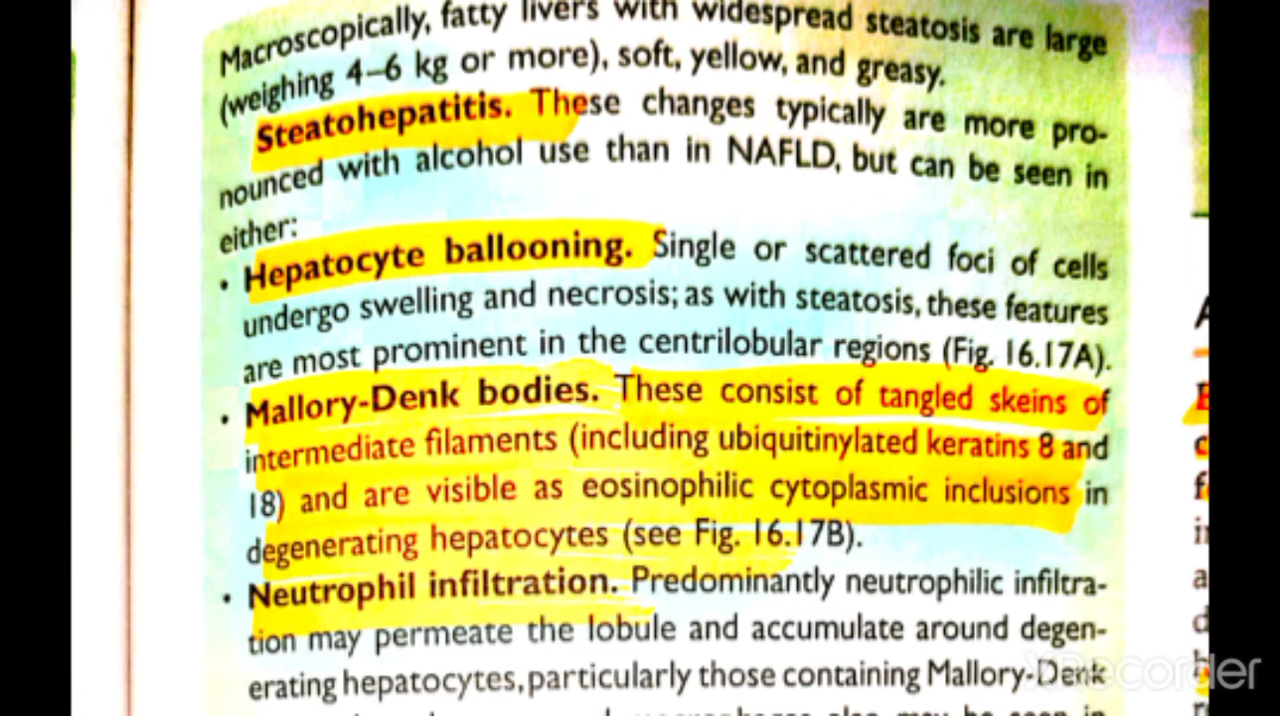 Macroscopically, fatty livers with widespread steatosis are large
(weighing 4–6 kg or more), soft, yellow, and greasy.
Steatohepatitis. These changes typically are more pro-
nounced with alcohol use than in NAFLD, but can be seen in
either:
• Hepatocyte ballooning. Single or scattered foci of cells
undergo swelling and necrosis; as with steatosis, these features
are most prominent in the centrilobular regions (Fig. 16.17A).
• Mallory-Denk bodies. These consist of tangled skeins of
intermediate filaments (including ubiquitinylated keratins 8 and
18) and are visible as eosinophilic cytoplasmic inclusions in
degenerating hepatocytes (see Fig. 16.17B).
• Neutrophil infiltration. Predominantly neutrophilic infiltra-
tion may permeate the lobule and accumulate around degen-
erating hepatocytes, particularly those containing Mallory-Denk
also may be seen in
XRecorder